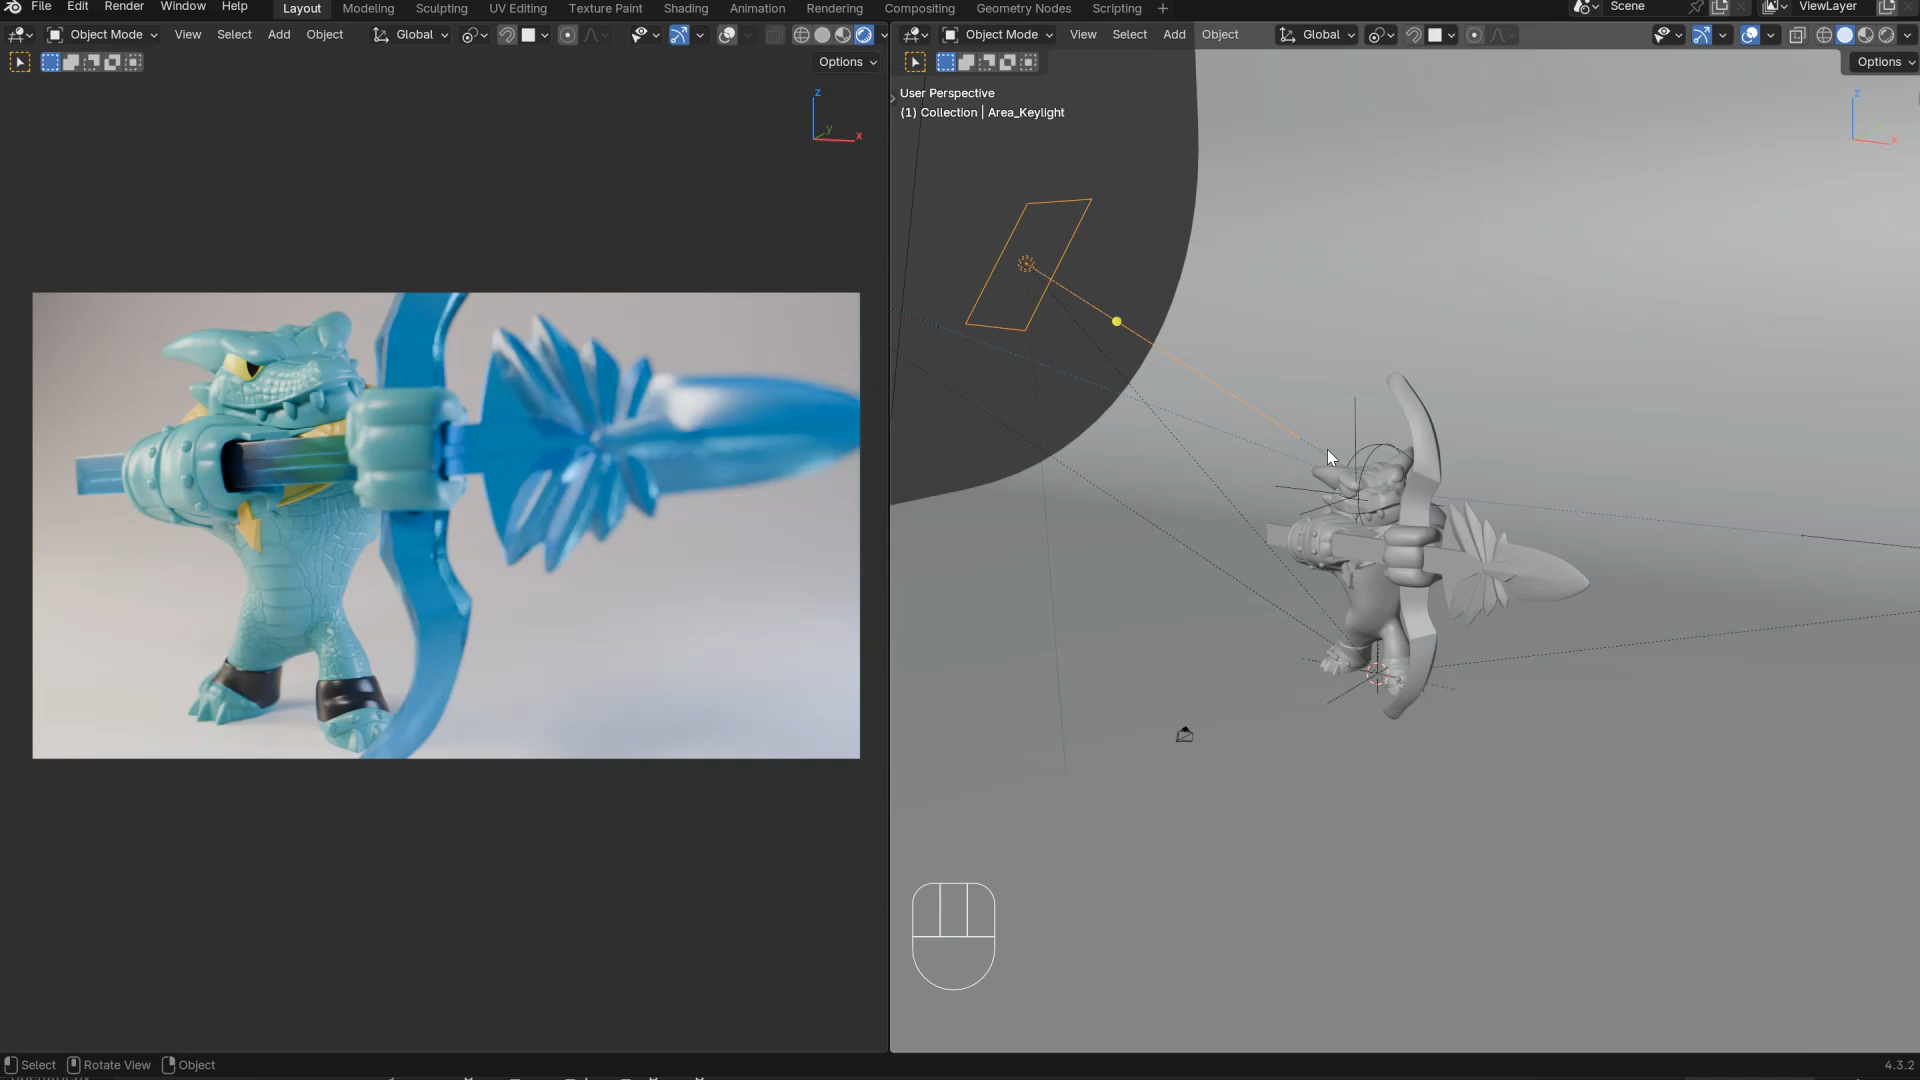 File Edit Render Window Help Layout Modeling Sculpting UV Editing Texture Paint Shading Animation Rendering Compositing Geometry Nodes Scripting + Scene ViewLayer
Object Mode View Select Add Object Global
Object Mode View Select Add Object Global
Options
Options
User Perspective
(1) Collection | Area_Keylight
z
y
x
z
x
Select Rotate View Object
4.3.2